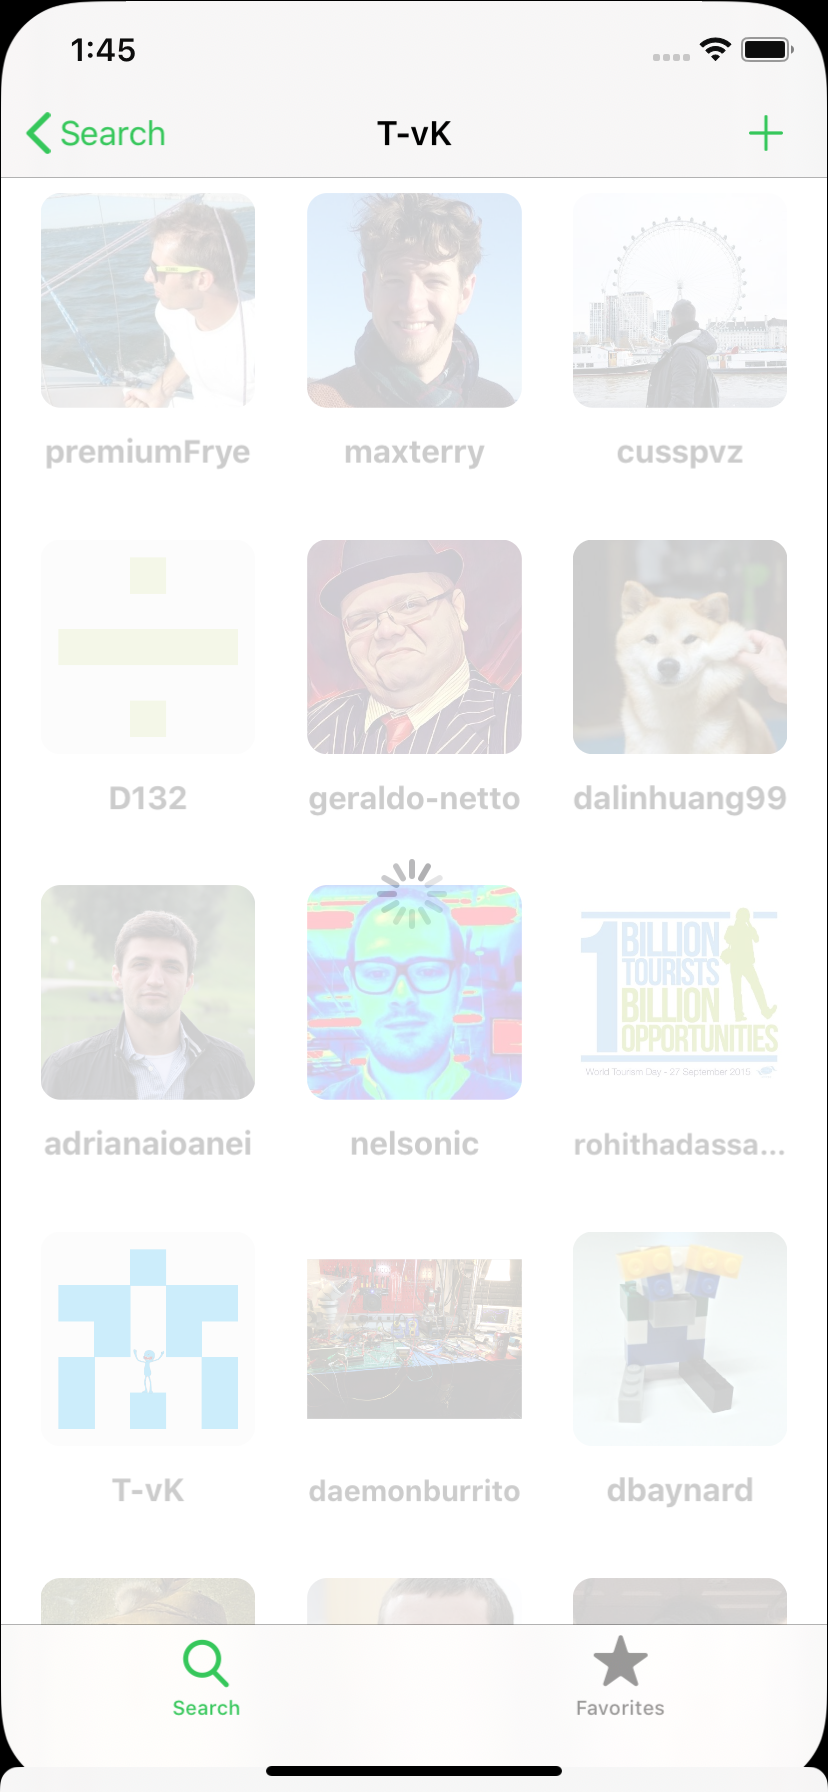 1:45
Search
T-vK
premiumFrye
maxterry
cusspvz
D132
geraldo-netto
dalinhuang99
1 BILLION
TOURISTS
BILLION
OPPORTUNITIES
World Tourism Day - 27 September 2015
adrianaioanei
nelsonic
rohithadassa...
T-vK
daemonburrito
dbaynard
Search
Favorites